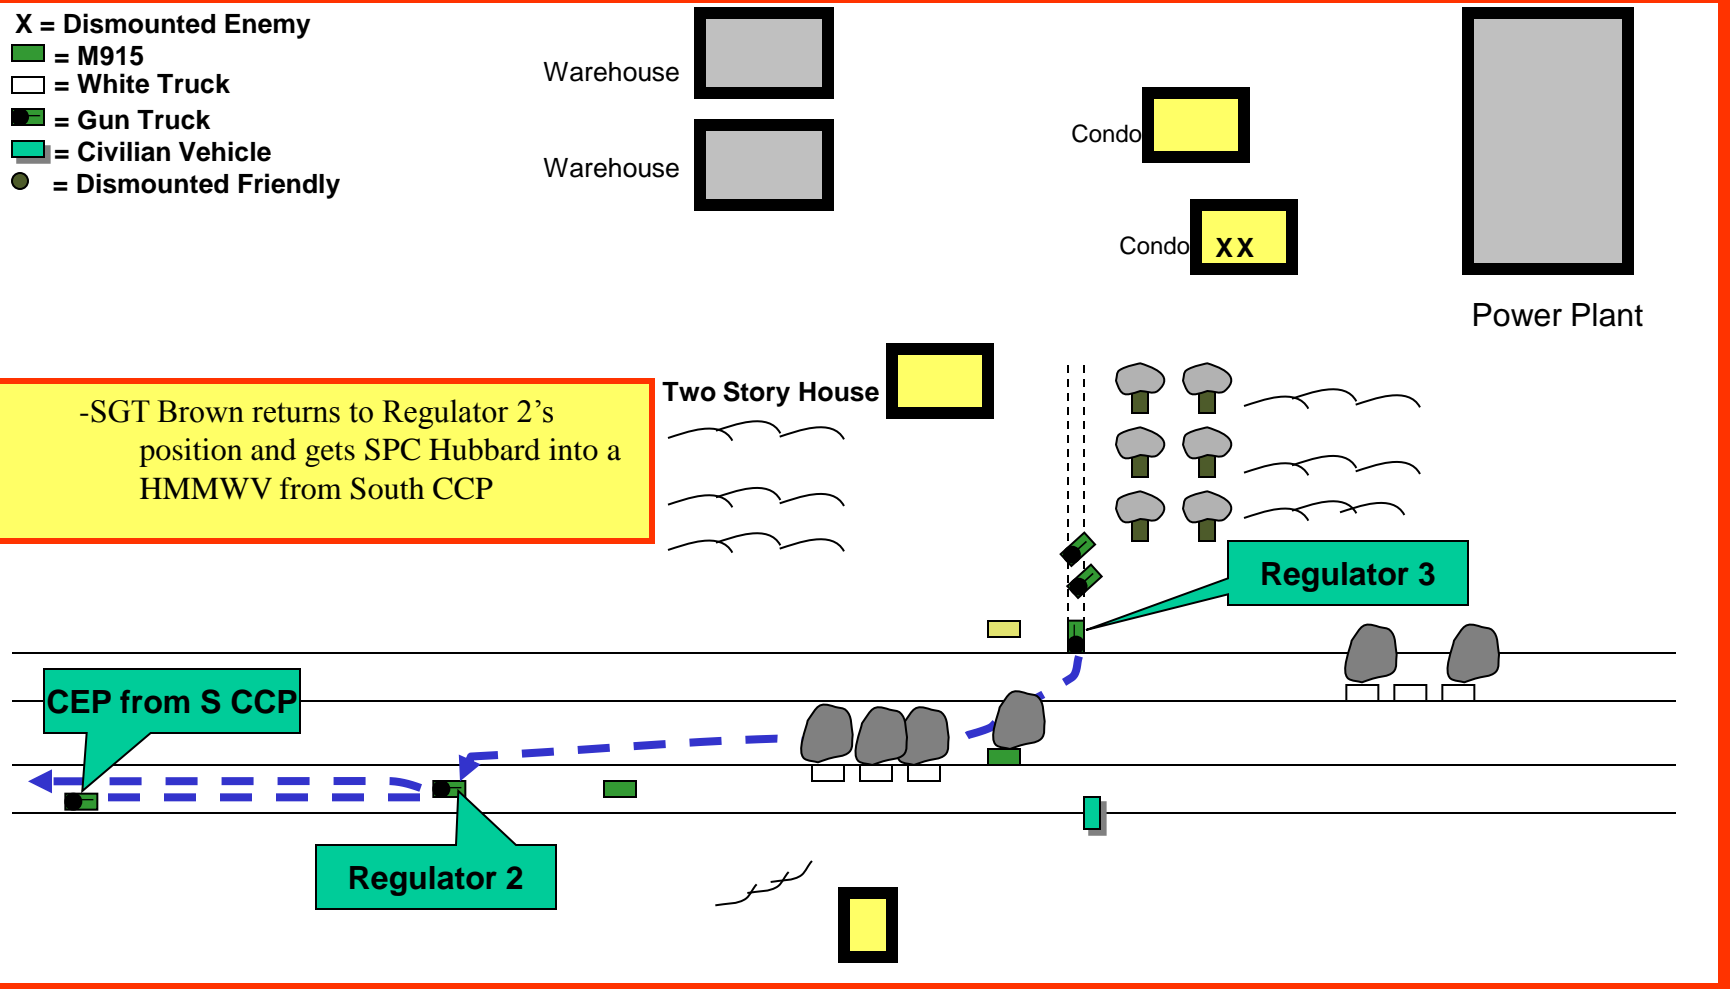 X = Dismounted Enemy
= M915
= White Truck
= Gun Truck
= Civilian Vehicle
= Dismounted Friendly
Warehouse
Warehouse
Condo
Condo
XX
Power Plant
Two Story House
-SGT Brown returns to Regulator 2’s
position and gets SPC Hubbard into a
HMMWV from South CCP
Regulator 3
CEP from S CCP
Regulator 2